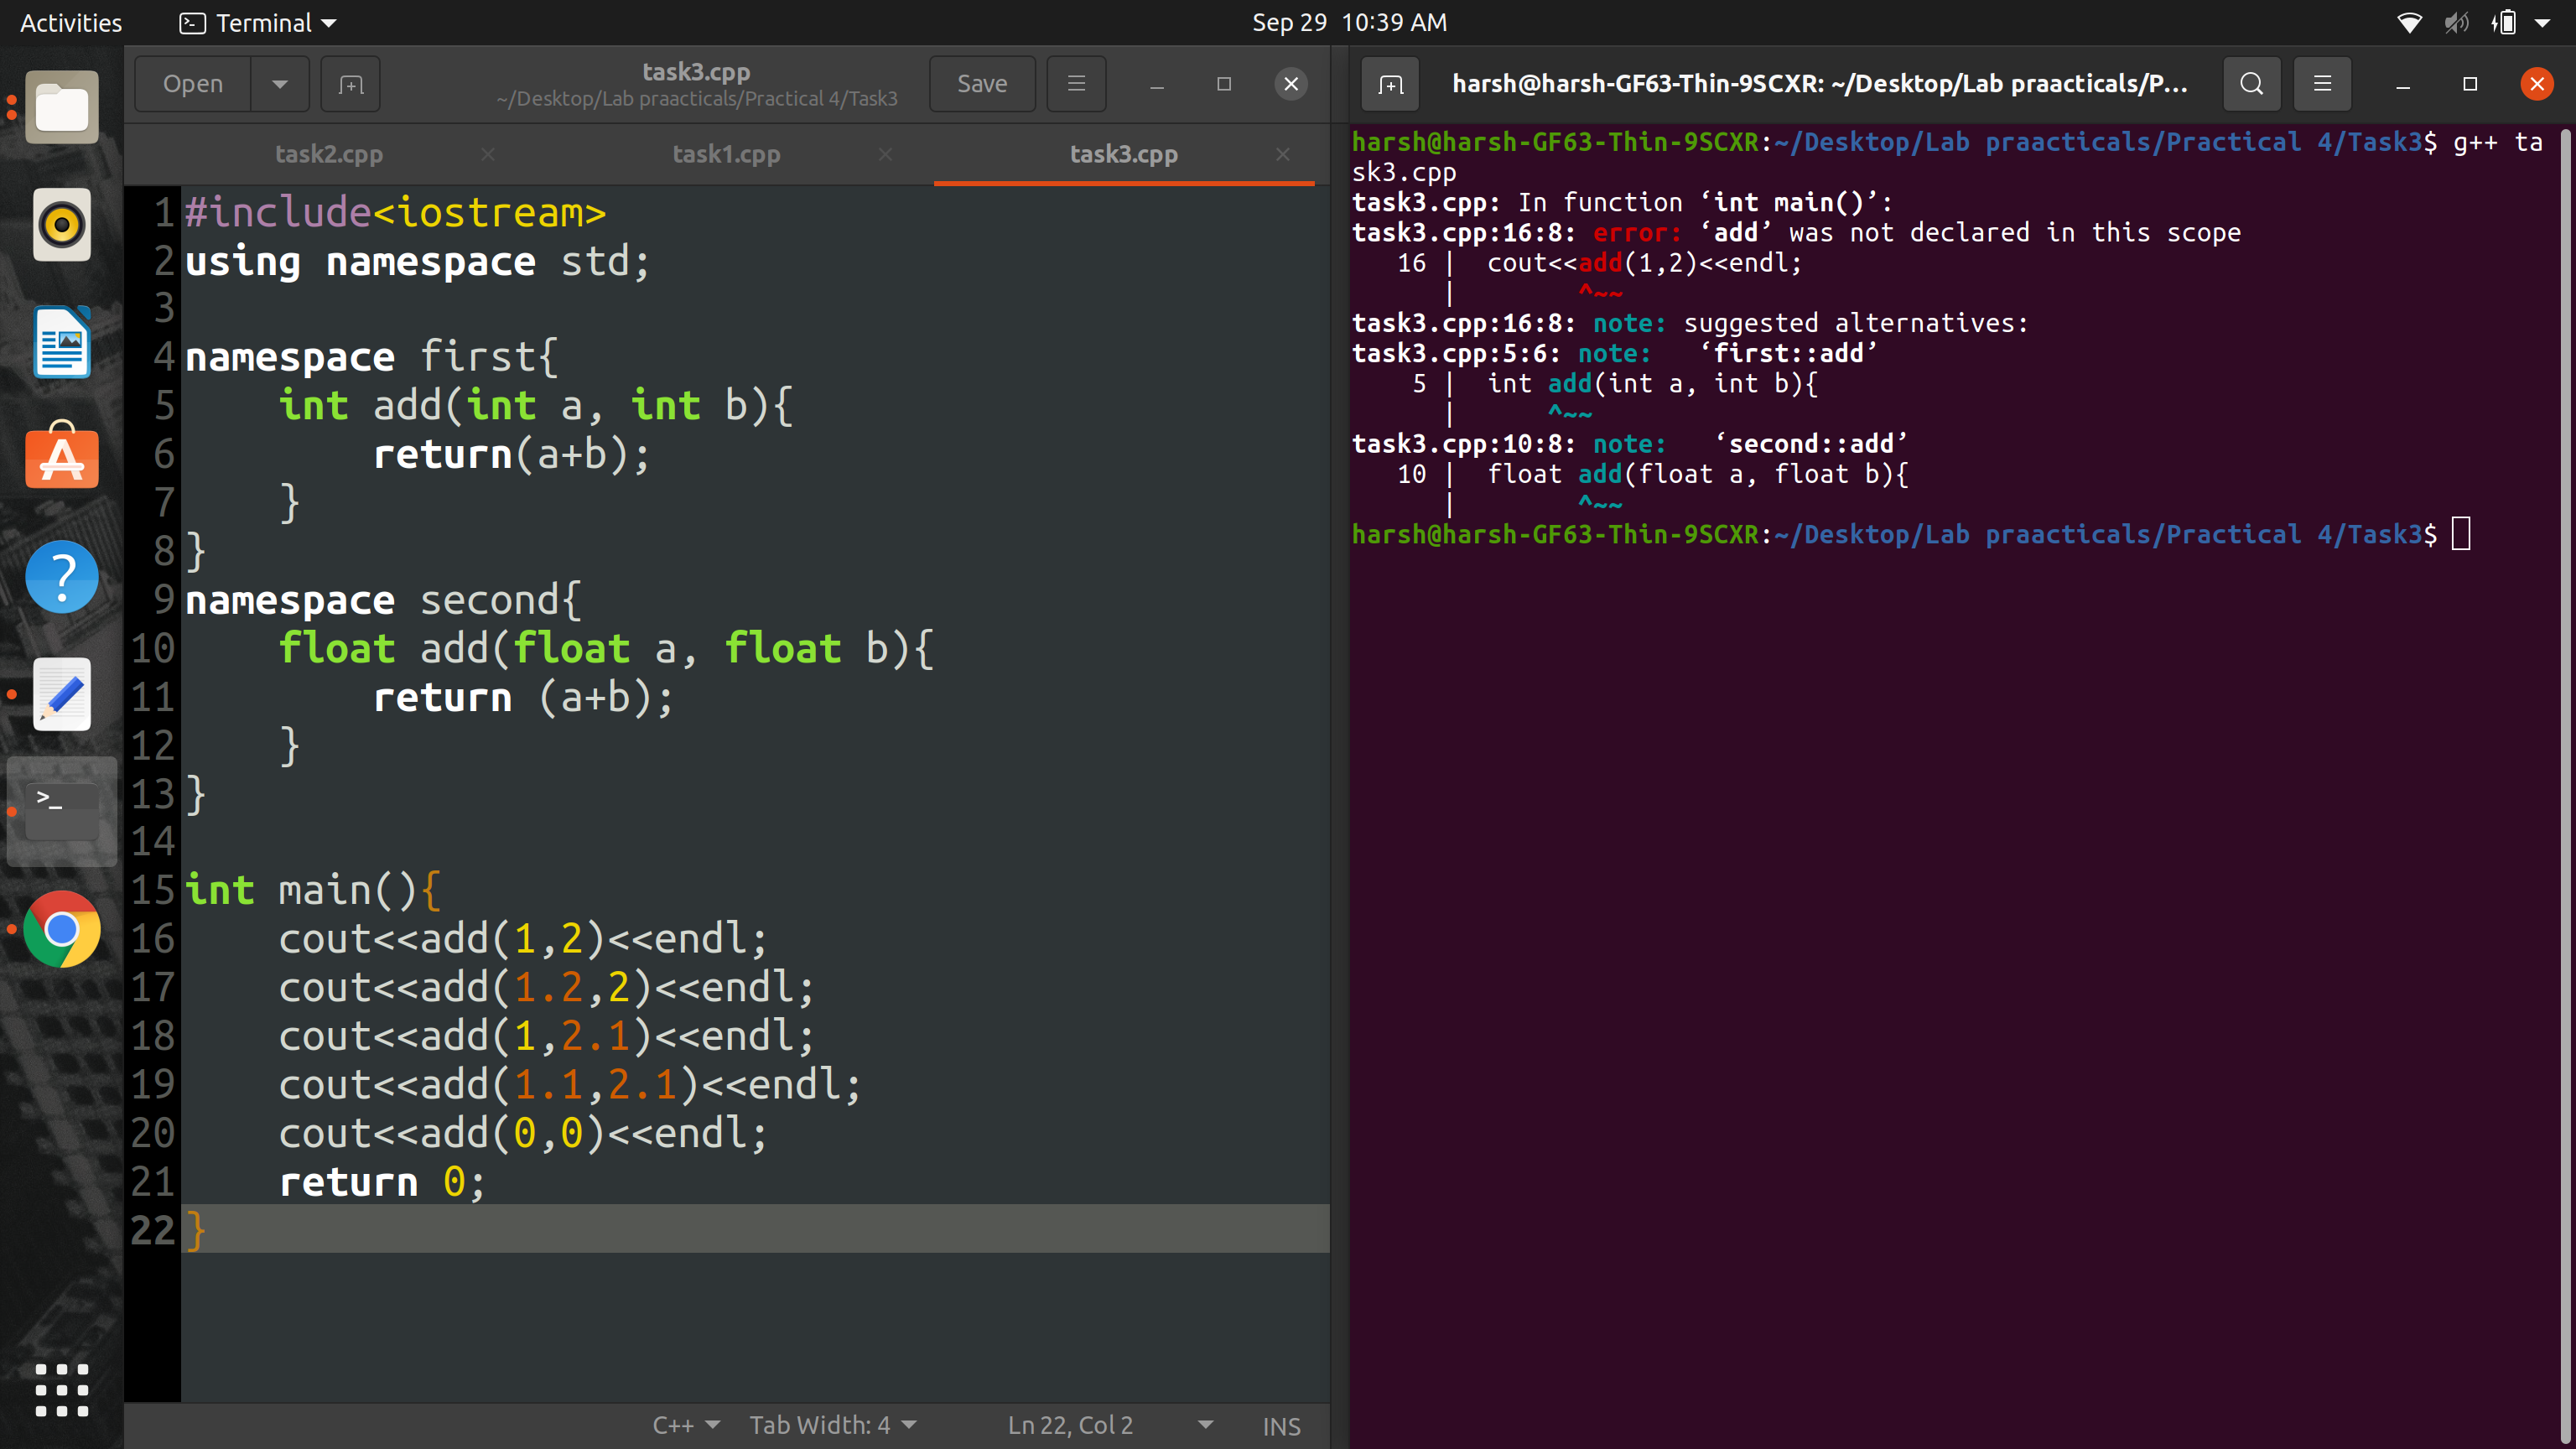 Activities
Terminal
Sep 29 10:39 AM
Open
task3.cpp
~/Desktop/Lab praacticals/Practical 4/Task3
Save
task2.cpp
task1.cpp
task3.cpp
1 #include<iostream>
2 using namespace std;
3
4 namespace first{
5     int add(int a, int b){
6         return(a+b);
7     }
8 }
9 namespace second{
10     float add(float a, float b){
11         return (a+b);
12     }
13 }
14
15 int main(){
16     cout<<add(1,2)<<endl;
17     cout<<add(1.2,2)<<endl;
18     cout<<add(1,2.1)<<endl;
19     cout<<add(1.1,2.1)<<endl;
20     cout<<add(0,0)<<endl;
21     return 0;
22 }
C++
Tab Width: 4
Ln 22, Col 2
INS
harsh@harsh-GF63-Thin-9SCXR: ~/Desktop/Lab praacticals/P...
harsh@harsh-GF63-Thin-9SCXR:~/Desktop/Lab praacticals/Practical 4/Task3$ g++ ta
sk3.cpp
task3.cpp: In function ‘int main()’:
task3.cpp:16:8: error: ‘add’ was not declared in this scope
   16 |  cout<<add(1,2)<<endl;
      |        ^~~
task3.cpp:16:8: note: suggested alternatives:
task3.cpp:5:6: note:   ‘first::add’
    5 |  int add(int a, int b){
      |      ^~~
task3.cpp:10:8: note:   ‘second::add’
   10 |  float add(float a, float b){
      |        ^~~
harsh@harsh-GF63-Thin-9SCXR:~/Desktop/Lab praacticals/Practical 4/Task3$